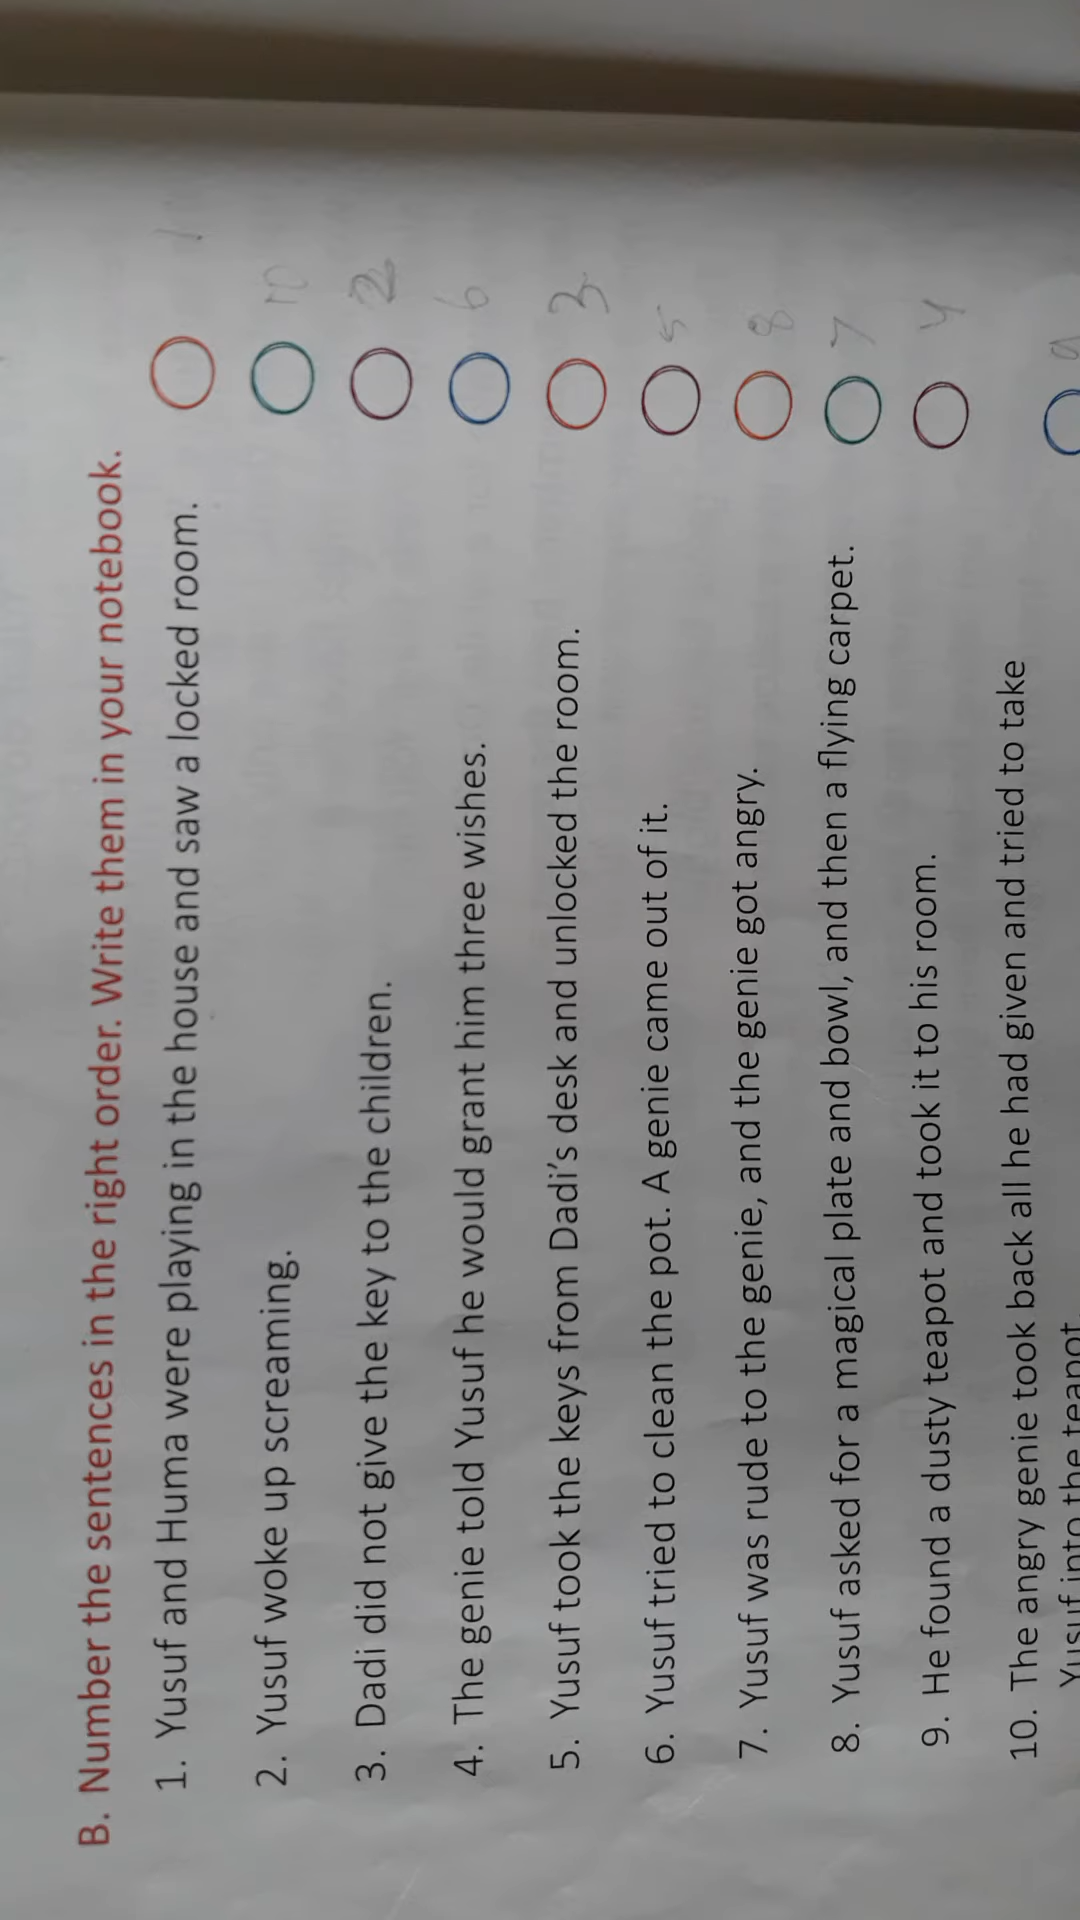 B. Number the sentences in the right order. Write them in your notebook.
1. Yusuf and Huma were playing in the house and saw a locked room. 1
2. Yusuf woke up screaming. 10
3. Dadi did not give the key to the children. 2
4. The genie told Yusuf he would grant him three wishes. 6
5. Yusuf took the keys from Dadi’s desk and unlocked the room. 3
6. Yusuf tried to clean the pot. A genie came out of it. 5
7. Yusuf was rude to the genie, and the genie got angry. 8
8. Yusuf asked for a magical plate and bowl, and then a flying carpet. 7
9. He found a dusty teapot and took it to his room. 4
10. The angry genie took back all he had given and tried to take 9
Yusuf into the teapot